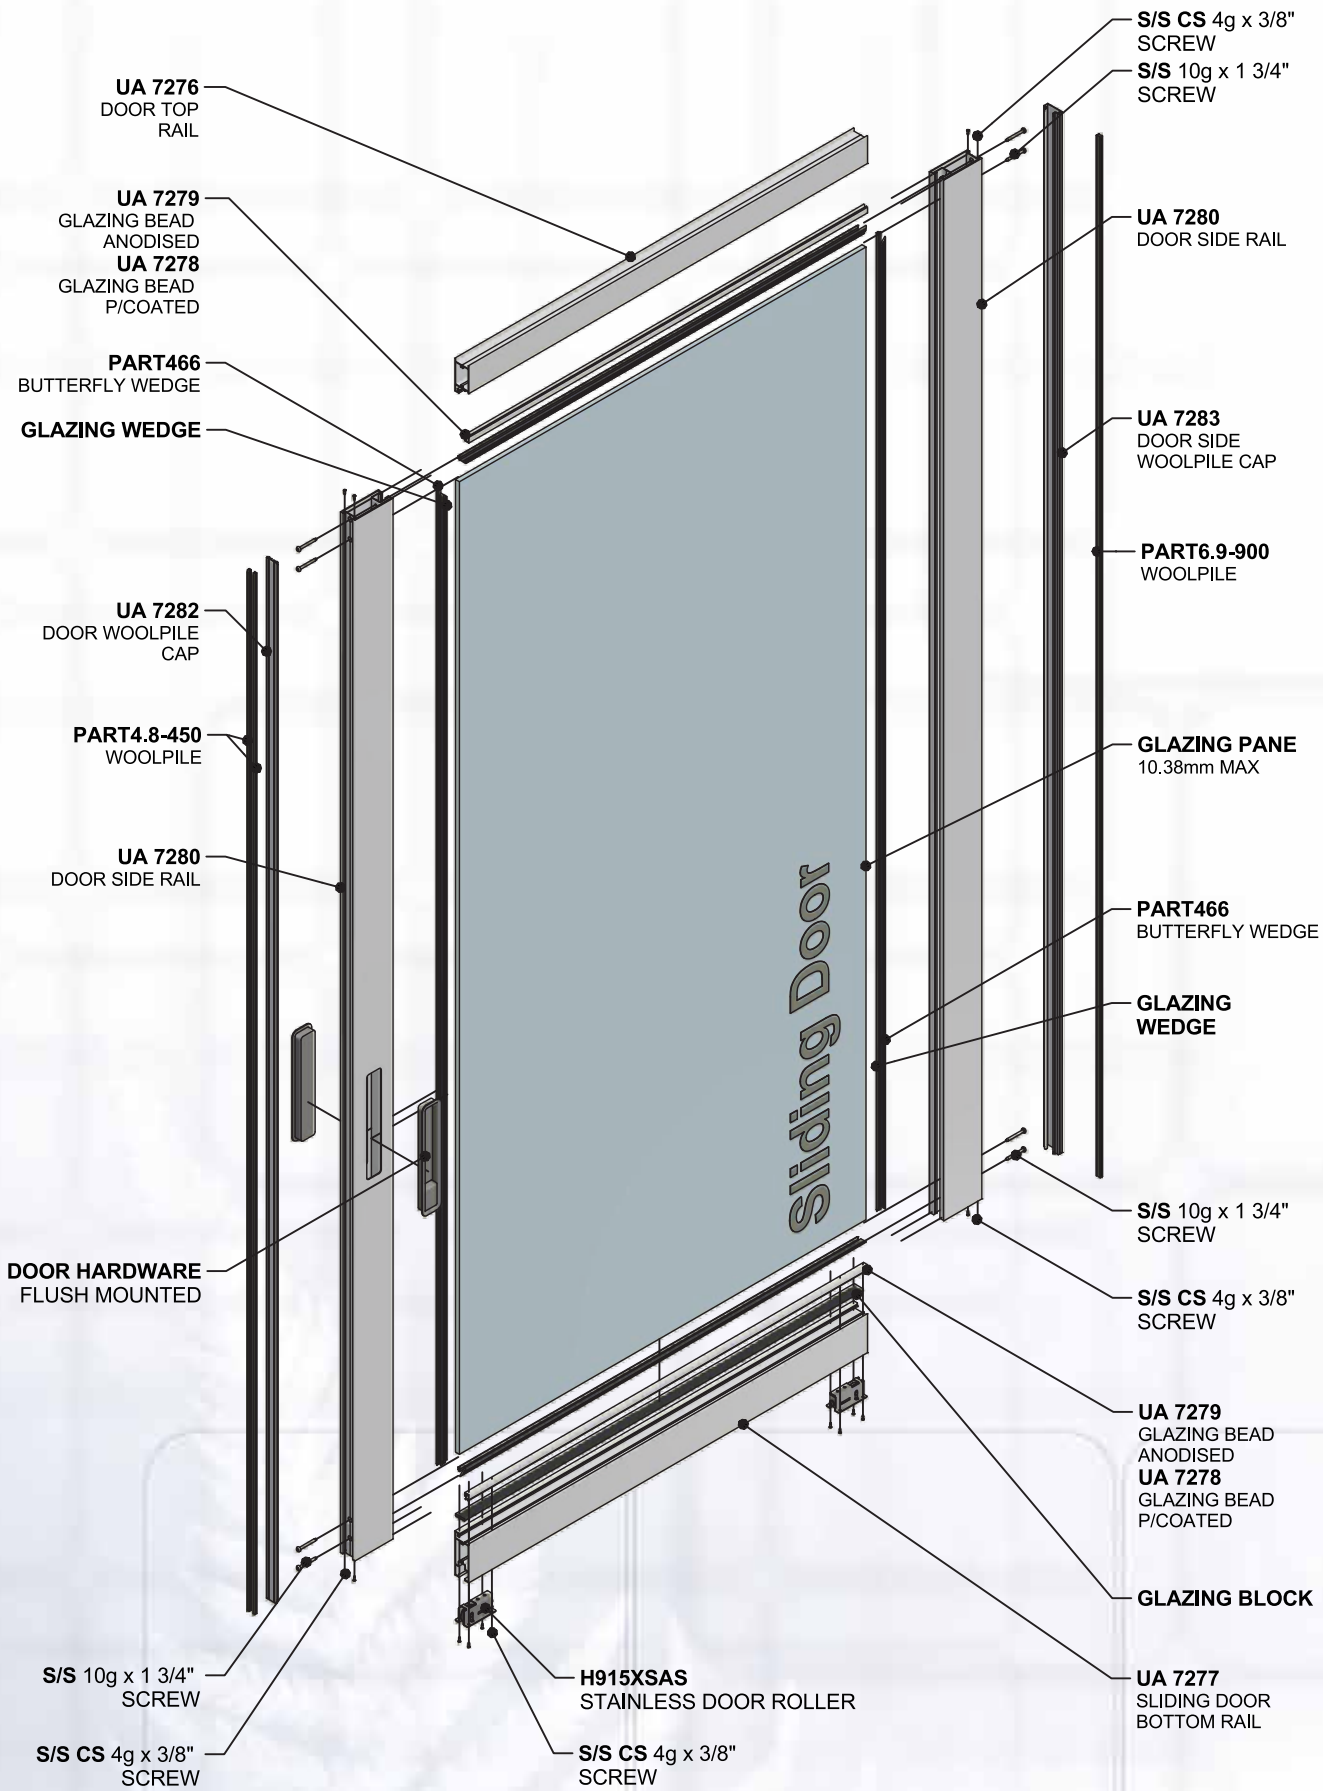 S/S CS 4g x 3/8"
SCREW
S/S 10g x 1 3/4"
SCREW
UA 7276
DOOR TOP
RAIL
UA 7279
GLAZING BEAD
ANODISED
UA 7278
GLAZING BEAD
P/COATED
UA 7280
DOOR SIDE RAIL
PART466
BUTTERFLY WEDGE
GLAZING WEDGE
UA 7283
DOOR SIDE
WOOLPILE CAP
PART6.9-900
WOOLPILE
UA 7282
DOOR WOOLPILE
CAP
PART4.8-450
WOOLPILE
GLAZING PANE
10.38mm MAX
UA 7280
DOOR SIDE RAIL
Sliding Door
PART466
BUTTERFLY WEDGE
GLAZING
WEDGE
S/S 10g x 1 3/4"
SCREW
DOOR HARDWARE
FLUSH MOUNTED
S/S CS 4g x 3/8"
SCREW
UA 7279
GLAZING BEAD
ANODISED
UA 7278
GLAZING BEAD
P/COATED
GLAZING BLOCK
S/S 10g x 1 3/4"
SCREW
H915XSAS
STAINLESS DOOR ROLLER
UA 7277
SLIDING DOOR
BOTTOM RAIL
S/S CS 4g x 3/8"
SCREW
S/S CS 4g x 3/8"
SCREW